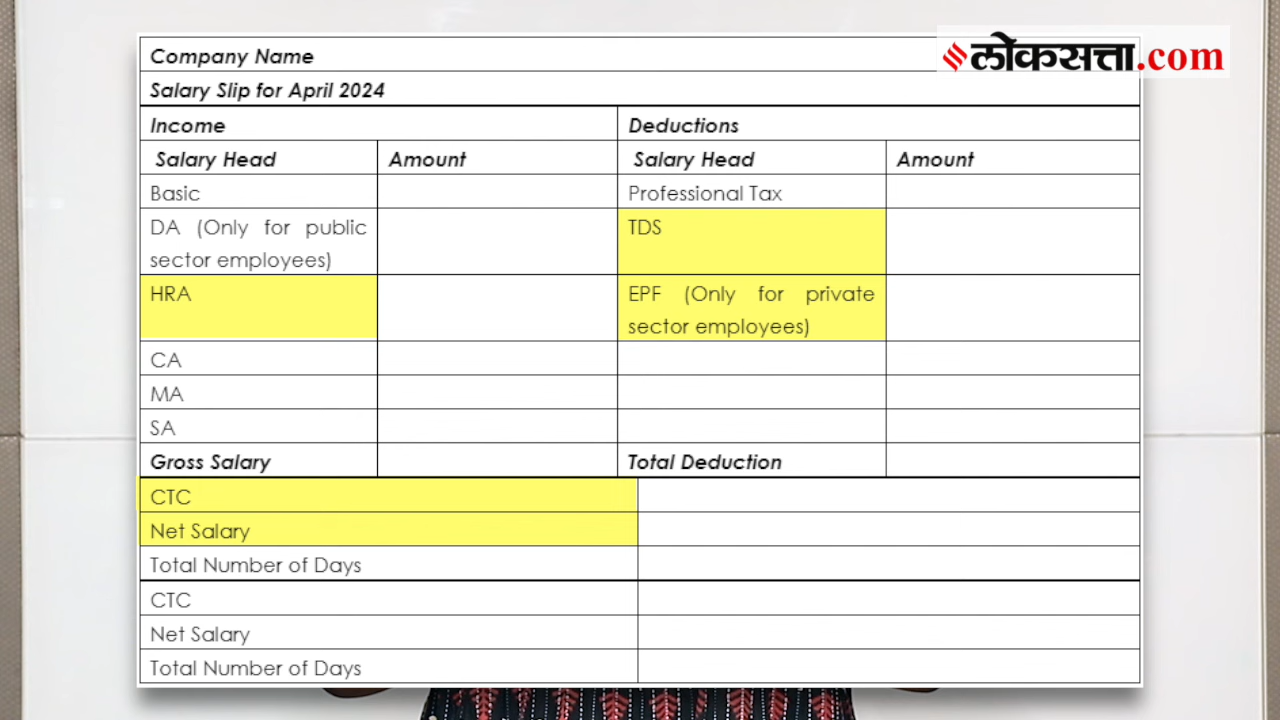 लोकसत्ता.com
Company Name
Salary Slip for April 2024
Income Deductions
Salary Head Amount Salary Head Amount
Basic Professional Tax
DA (Only for public TDS
sector employees)
HRA EPF (Only for private
sector employees)
CA
MA
SA
Gross Salary Total Deduction
CTC
Net Salary
Total Number of Days
CTC
Net Salary
Total Number of Days